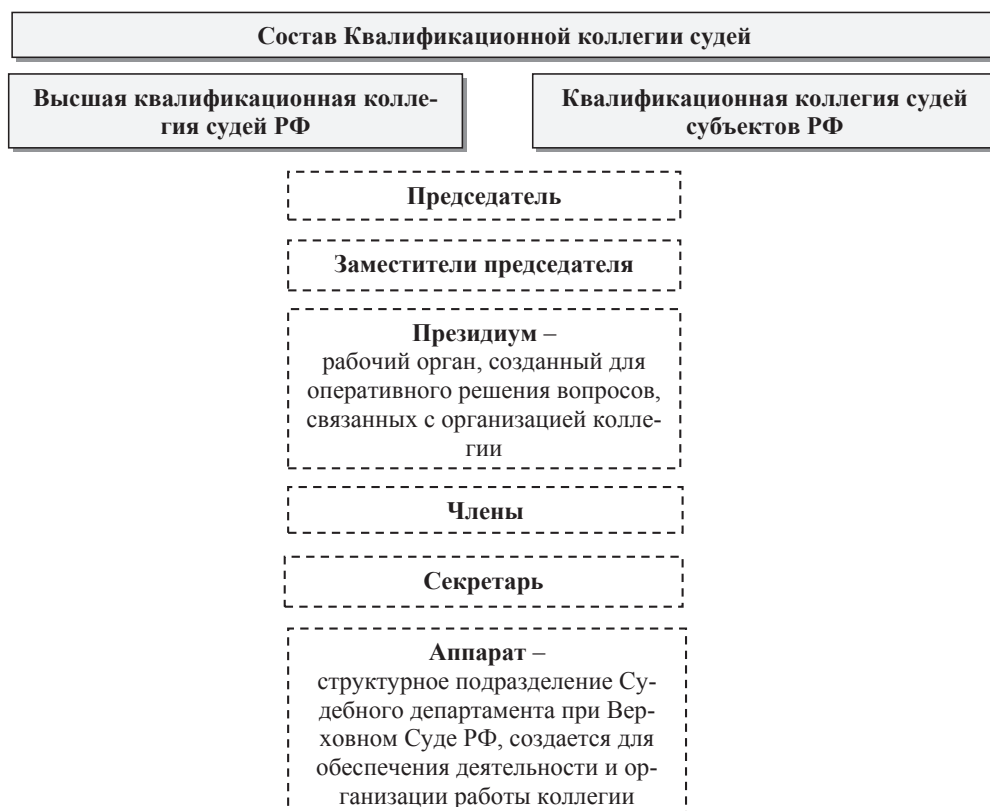 Состав Квалификационной коллегии судей
Высшая квалификационная колле-
гия судей РФ
Квалификационная коллегия судей
субъектов РФ
Председатель
Заместители председателя
Президиум –
рабочий орган, созданный для
оперативного решения вопросов,
связанных с организацией колле-
гии
Члены
Секретарь
Аппарат –
структурное подразделение Су-
дебного департамента при Вер-
ховном Суде РФ, создается для
обеспечения деятельности и ор-
ганизации работы коллегии